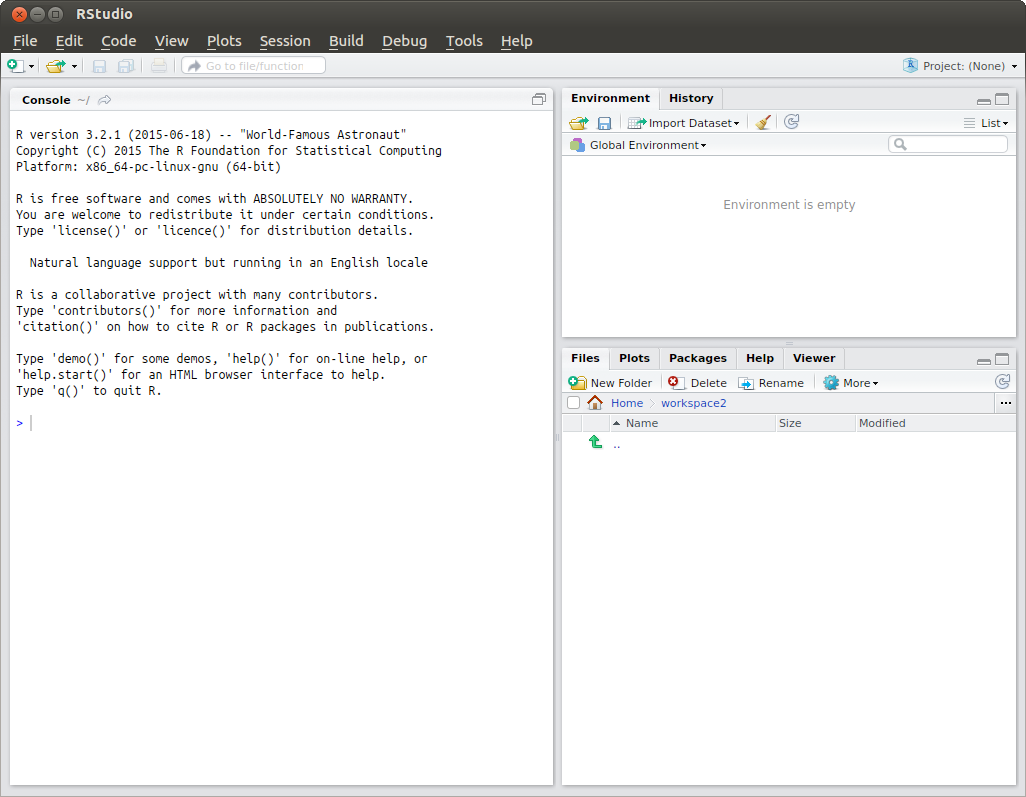 RStudio
File Edit Code View Plots Session Build Debug Tools Help
Go to file/function
Project: (None)
Console ~/
R version 3.2.1 (2015-06-18) -- "World-Famous Astronaut"
Copyright (C) 2015 The R Foundation for Statistical Computing
Platform: x86_64-pc-linux-gnu (64-bit)
R is free software and comes with ABSOLUTELY NO WARRANTY.
You are welcome to redistribute it under certain conditions.
Type 'license()' or 'licence()' for distribution details.
Natural language support but running in an English locale
R is a collaborative project with many contributors.
Type 'contributors()' for more information and
'citation()' on how to cite R or R packages in publications.
Type 'demo()' for some demos, 'help()' for on-line help, or
'help.start()' for an HTML browser interface to help.
Type 'q()' to quit R.
>
Environment History
Import Dataset List
Global Environment
Environment is empty
Files Plots Packages Help Viewer
New Folder Delete Rename More
Home workspace2 ...
Name Size Modified
..